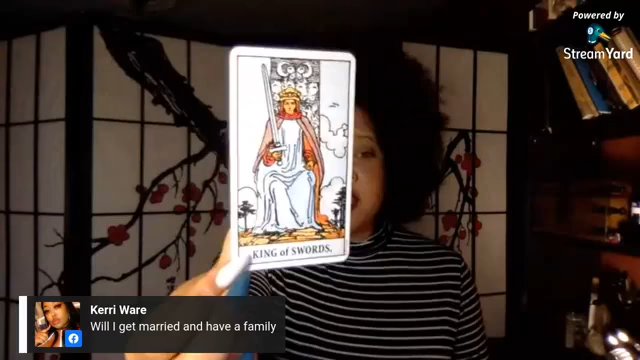 Powered by
StreamYard
KING of SWORDS.
Kerri Ware
Will I get married and have a family